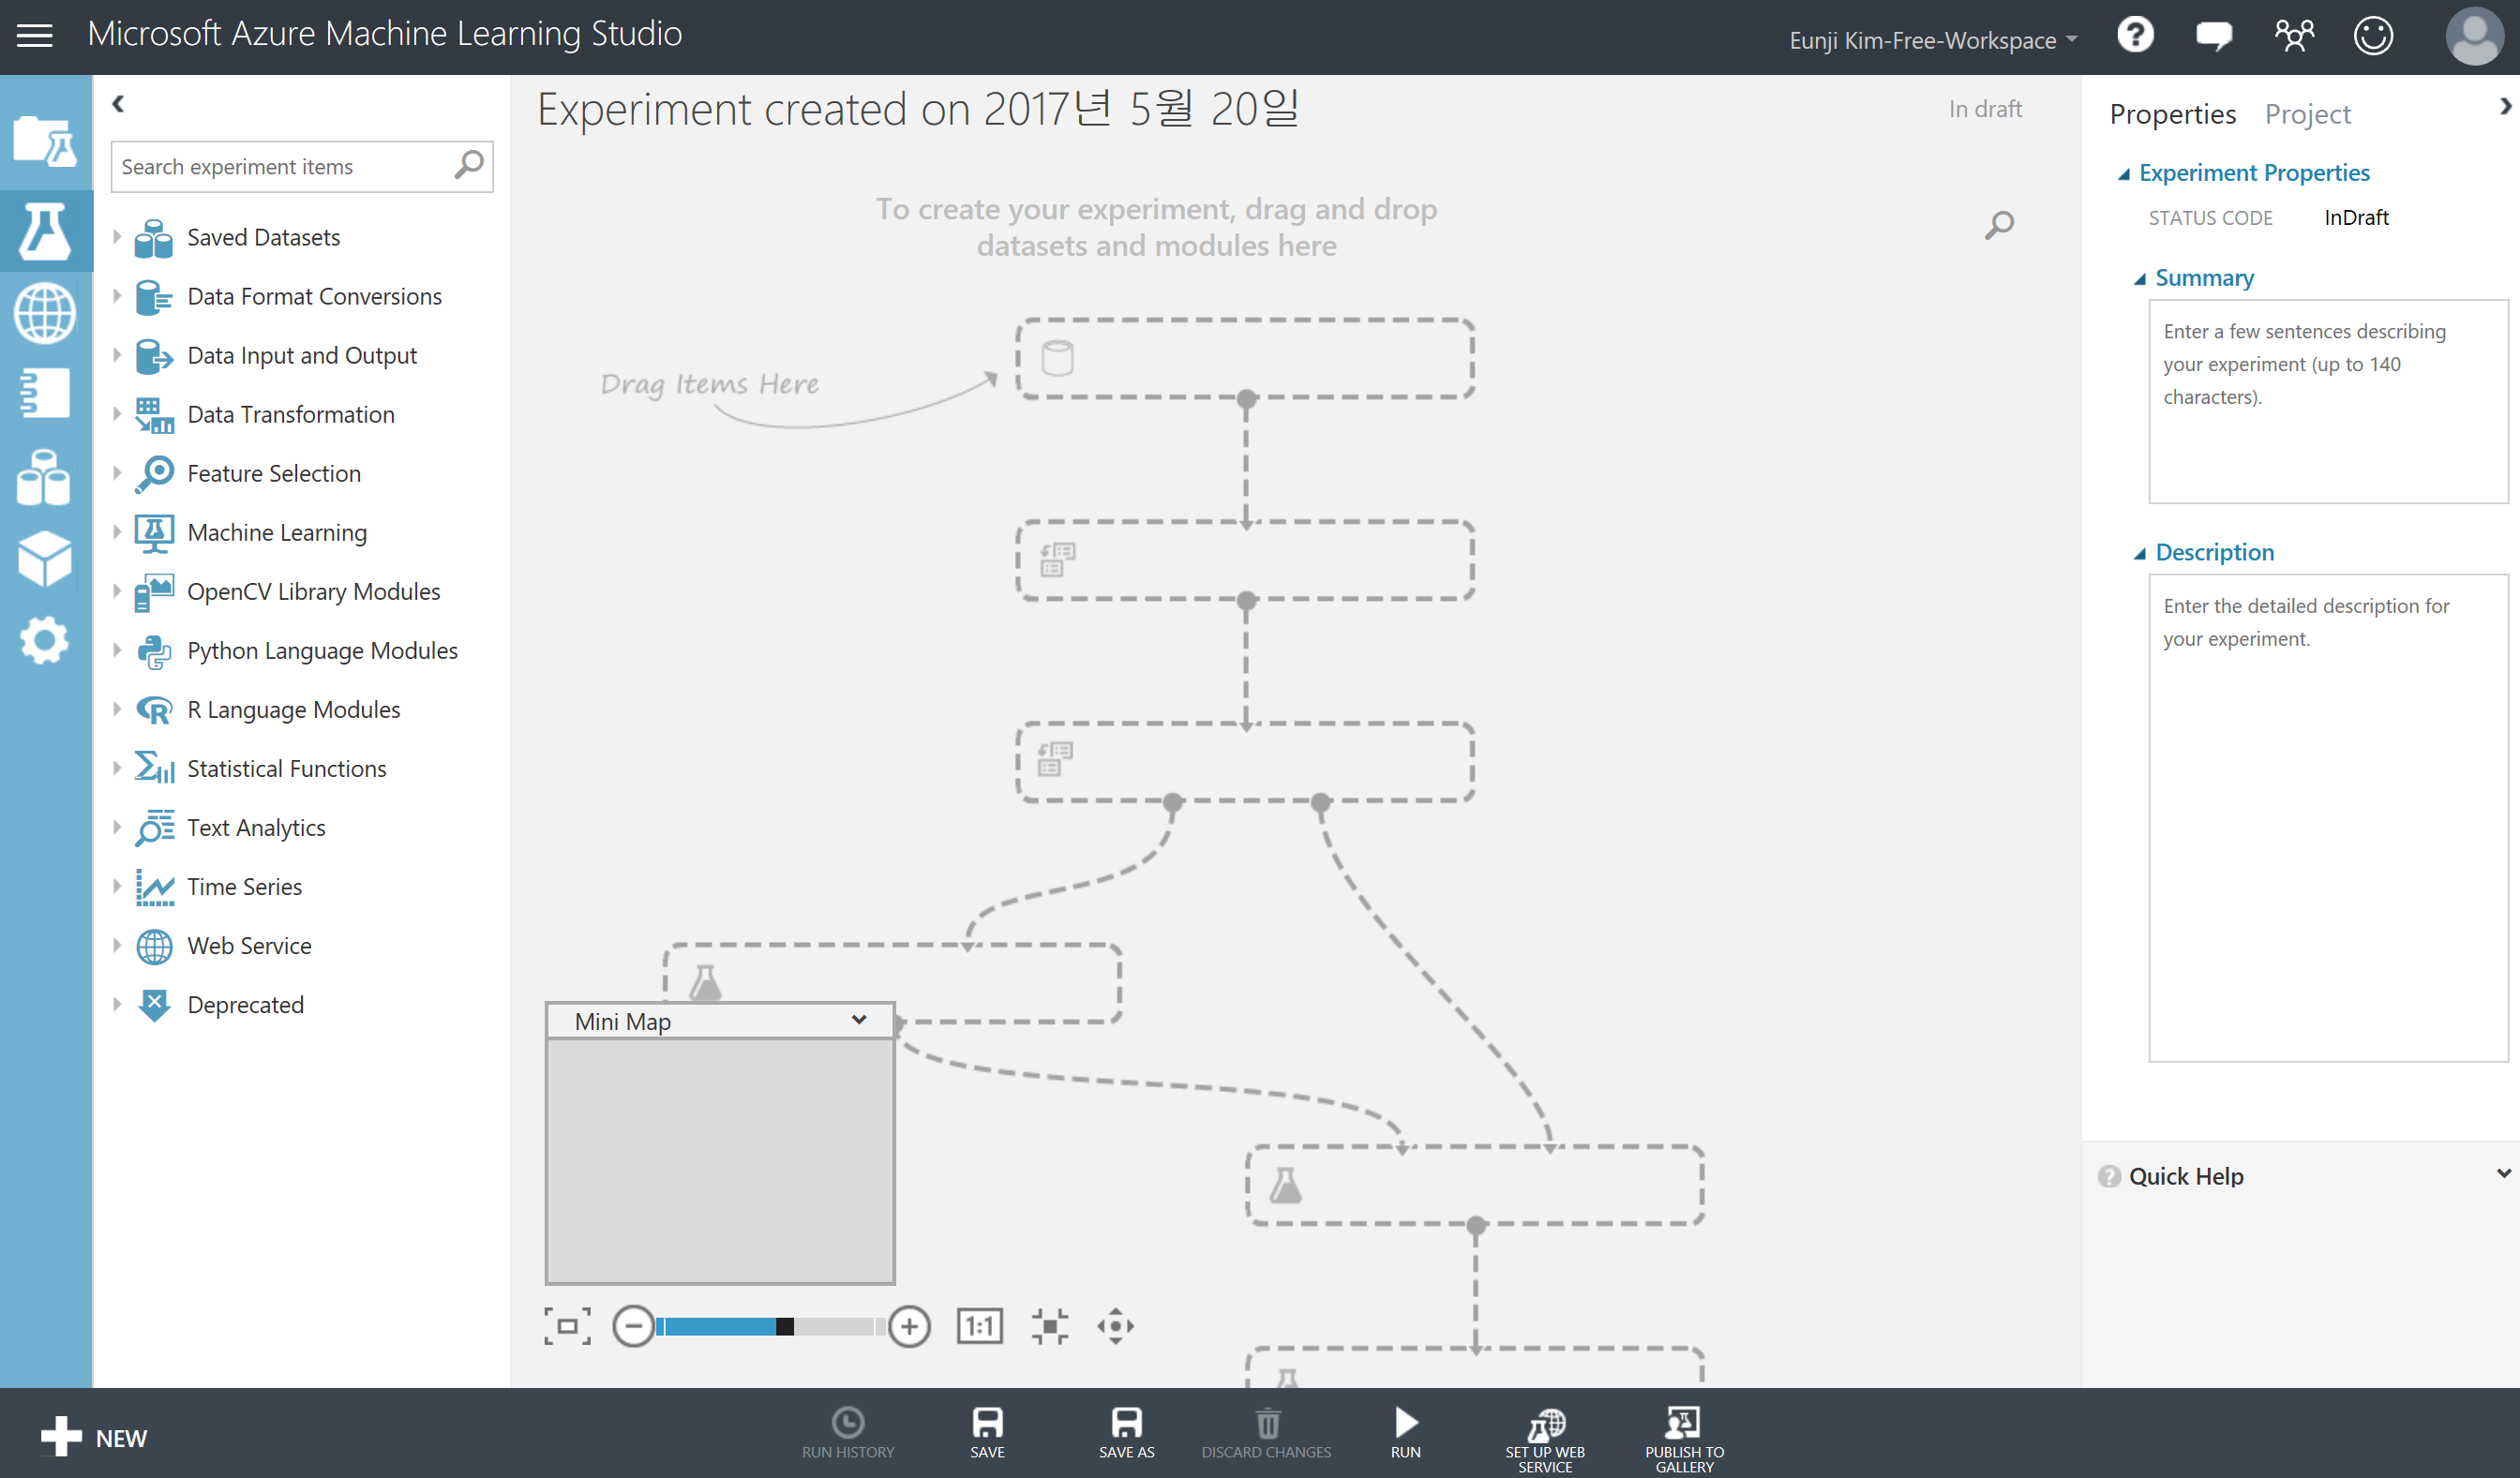 Microsoft Azure Machine Learning Studio
Eunji Kim-Free-Workspace
Search experiment items
Saved Datasets
Data Format Conversions
Data Input and Output
Data Transformation
Feature Selection
Machine Learning
OpenCV Library Modules
Python Language Modules
R Language Modules
Statistical Functions
Text Analytics
Time Series
Web Service
Deprecated
Experiment created on 2017년 5월 20일
In draft
To create your experiment, drag and drop
datasets and modules here
Drag Items Here
Mini Map
1:1
Properties
Project
Experiment Properties
STATUS CODE
InDraft
Summary
Enter a few sentences describing
your experiment (up to 140
characters).
Description
Enter the detailed description for
your experiment.
Quick Help
NEW
RUN HISTORY
SAVE
SAVE AS
DISCARD CHANGES
RUN
SET UP WEB
SERVICE
PUBLISH TO
GALLERY